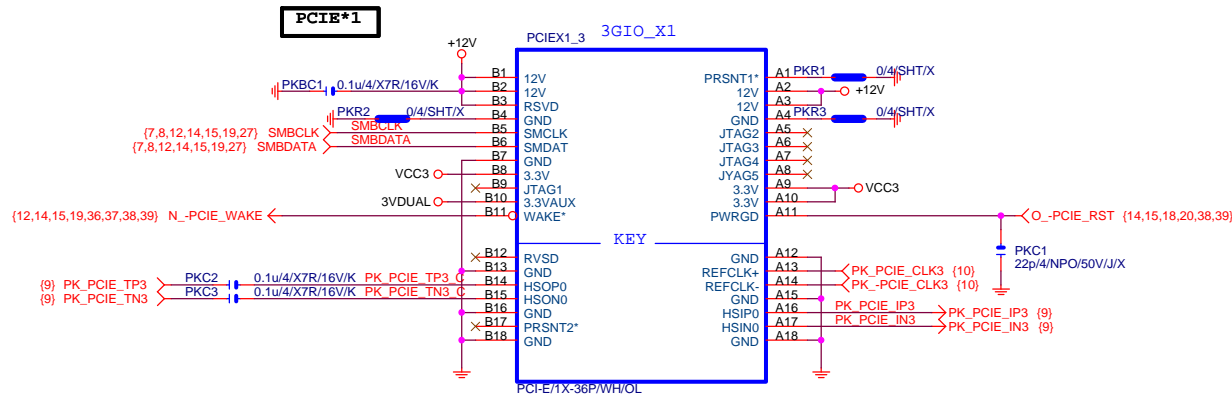 PCIE*1
3GIO_X1
PCIEX1_3
+12V
PKBC1 0.1u/4/X7R/16V/K
B1 12V
B2 12V
B3 RSVD
PKR2 0/4/SHT/X
B4 GND
{7,8,12,14,15,19,27} SMBCLK SMBCLK B5 SMCLK
{7,8,12,14,15,19,27} SMBDATA SMBDATA B6 SMDAT
B7 GND
VCC3 B8 3.3V
B9 JTAG1
3VDUAL B10 3.3VAUX
{12,14,15,19,36,37,38,39} N_-PCIE_WAKE B11 WAKE*
KEY
B12 RVSD
B13 GND
{9} PK_PCIE_TP3 PKC2 0.1u/4/X7R/16V/K PK_PCIE_TP3_C B14 HSOP0
{9} PK_PCIE_TN3 PKC3 0.1u/4/X7R/16V/K PK_PCIE_TN3_C B15 HSON0
B16 GND
B17 PRSNT2*
B18 GND
PRSNT1* A1 PKR1 0/4/SHT/X
12V A2 +12V
12V A3
GND A4 PKR3 0/4/SHT/X
JTAG2 A5
JTAG3 A6
JTAG4 A7
JYAG5 A8
3.3V A9 VCC3
3.3V A10
PWRGD A11 O_-PCIE_RST {14,15,18,20,38,39}
PKC1
22p/4/NPO/50V/J/X
GND A12
REFCLK+ A13 PK_PCIE_CLK3 {10}
REFCLK- A14 PK_-PCIE_CLK3 {10}
GND A15
HSIP0 A16 PK_PCIE_IP3 PK_PCIE_IP3 {9}
HSIN0 A17 PK_PCIE_IN3 PK_PCIE_IN3 {9}
GND A18
PCI-E/1X-36P/WH/OL